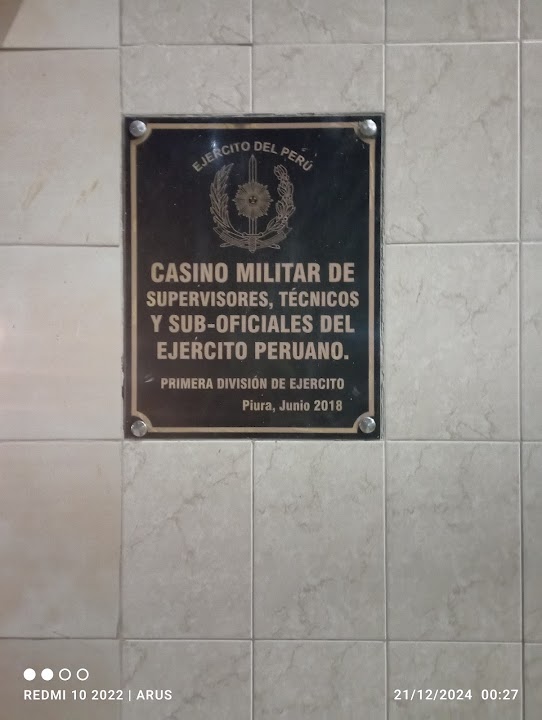 EJERCITO DEL PERÚ
CASINO MILITAR DE
SUPERVISORES, TÉCNICOS
Y SUB-OFICIALES DEL
EJERCITO PERUANO.
PRIMERA DIVISIÓN DE EJERCITO
Piura, Junio 2018
REDMI 10 2022 | ARUS
21/12/2024 00:27